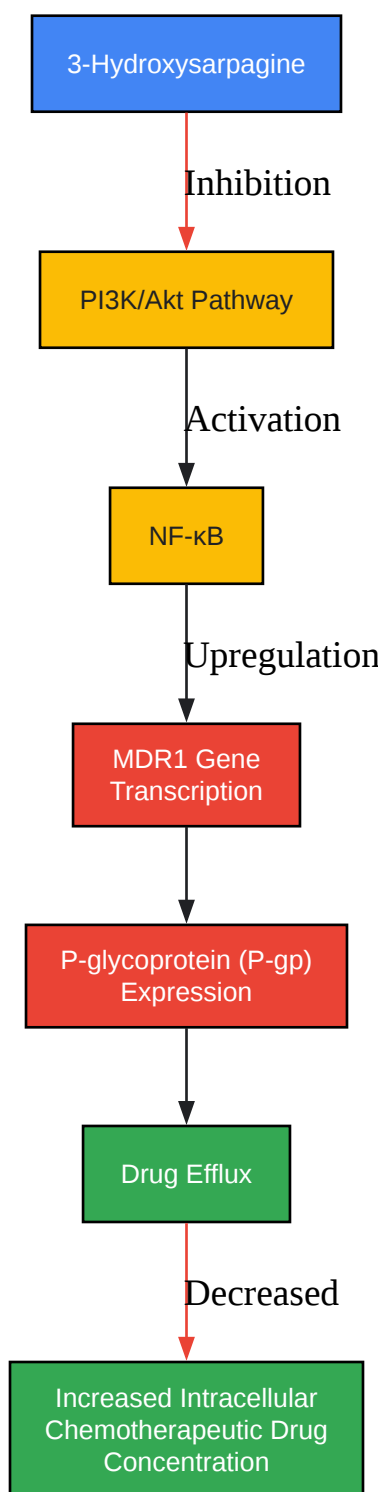 3-Hydroxysarpagine
Inhibition
PI3K/Akt Pathway
Activation
NF-κB
Upregulation
MDR1 Gene
Transcription
P-glycoprotein (P-gp)
Expression
Drug Efflux
Decreased
Increased Intracellular
Chemotherapeutic Drug
Concentration